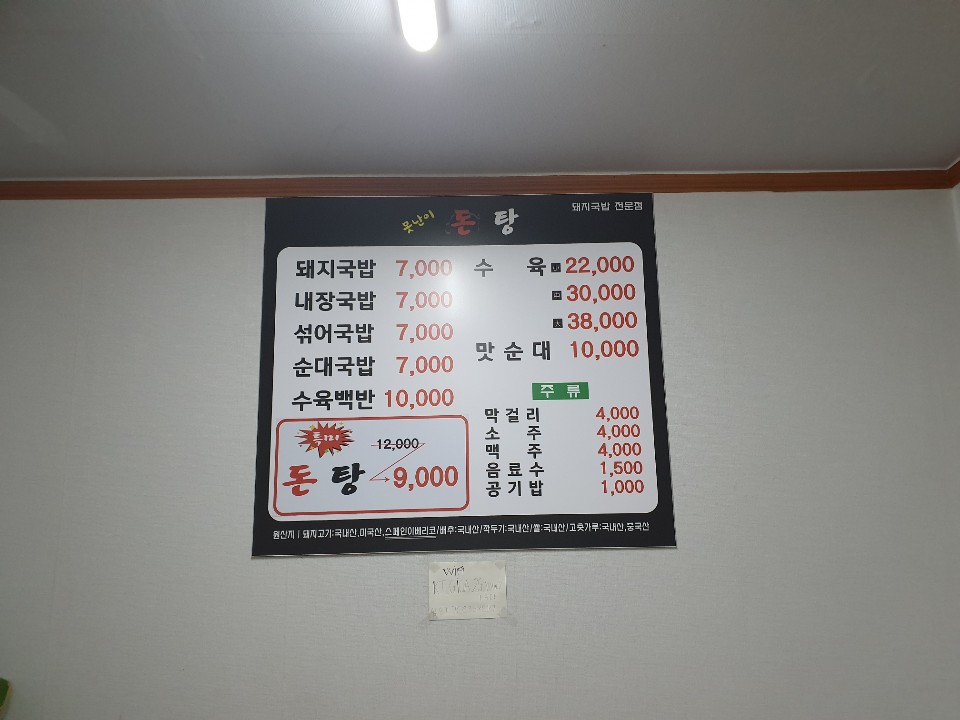 못난이 돈탕
돼지국밥 전문점
돼지국밥 7,000
내장국밥 7,000
섞어국밥 7,000
순대국밥 7,000
수육백반 10,000
특가
12,000
돈탕 9,000
수육 小 22,000
中 30,000
大 38,000
맛순대 10,000
주류
막걸리 4,000
소주 4,000
맥주 4,000
음료수 1,500
공기밥 1,000
원산지 | 돼지고기:국내산,미국산,스페인이베리코/배추:국내산/깍두기:국내산/쌀:국내산/고춧가루:국내산,중국산